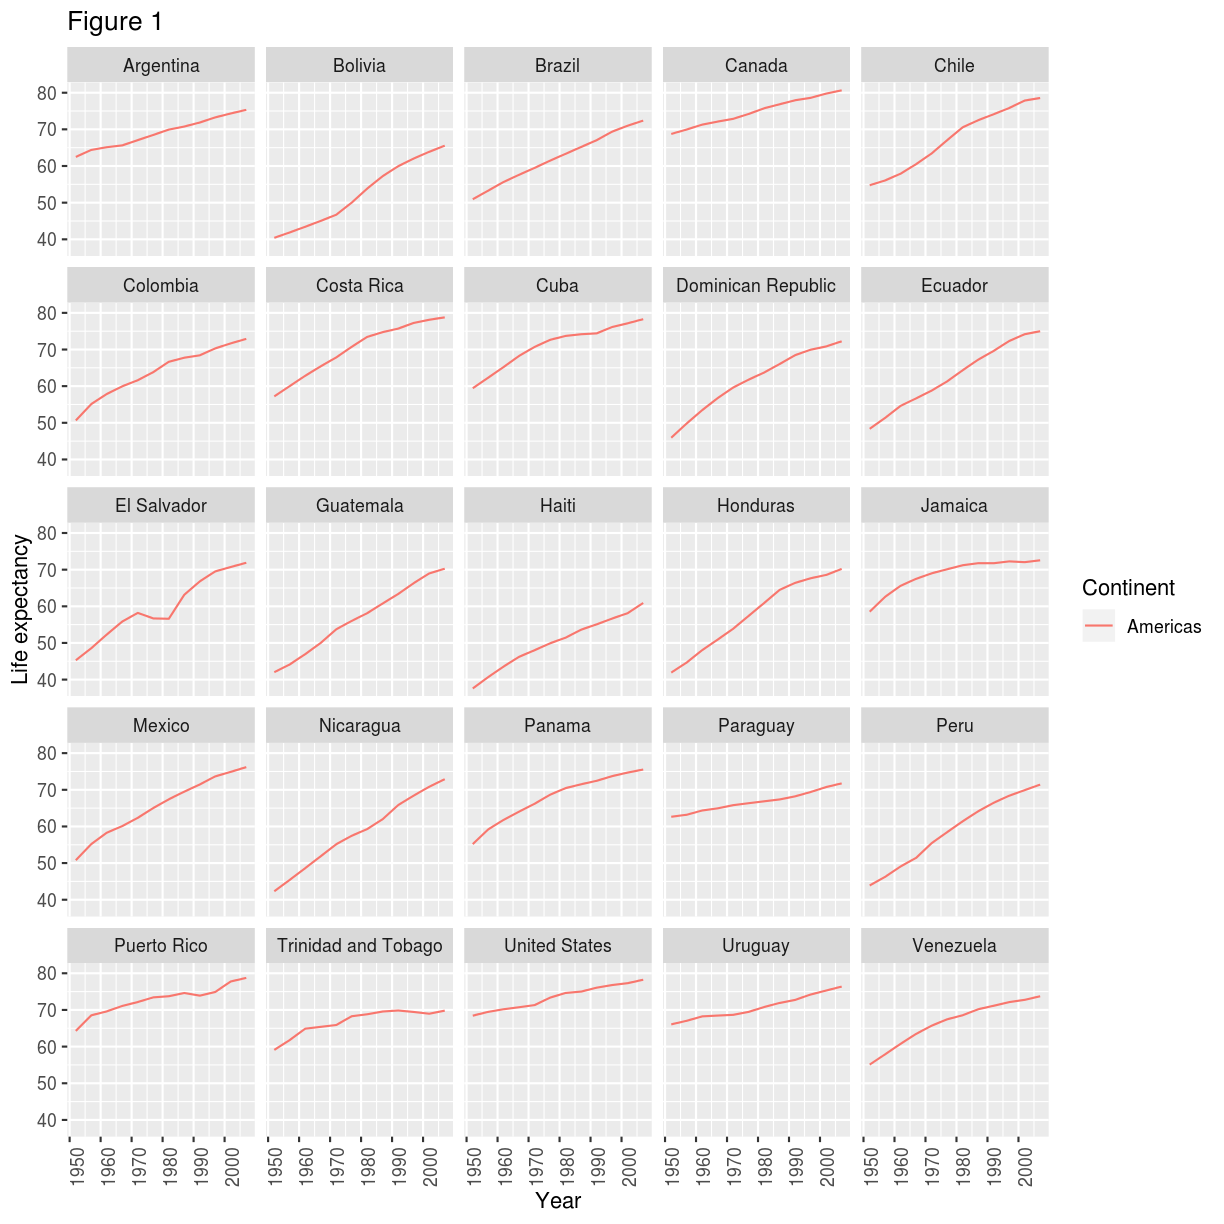 Figure 1
Argentina Bolivia Brazil Canada Chile
80
70
60
50
40
Colombia Costa Rica Cuba Dominican Republic Ecuador
80
70
60
50
40
El Salvador Guatemala Haiti Honduras Jamaica
80
70
60
50
40
Life expectancy
Continent
Americas
Mexico Nicaragua Panama Paraguay Peru
80
70
60
50
40
Puerto Rico Trinidad and Tobago United States Uruguay Venezuela
80
70
60
50
40
1950 1960 1970 1980 1990 2000 1950 1960 1970 1980 1990 2000 1950 1960 1970 1980 1990 2000 1950 1960 1970 1980 1990 2000 1950 1960 1970 1980 1990 2000
Year